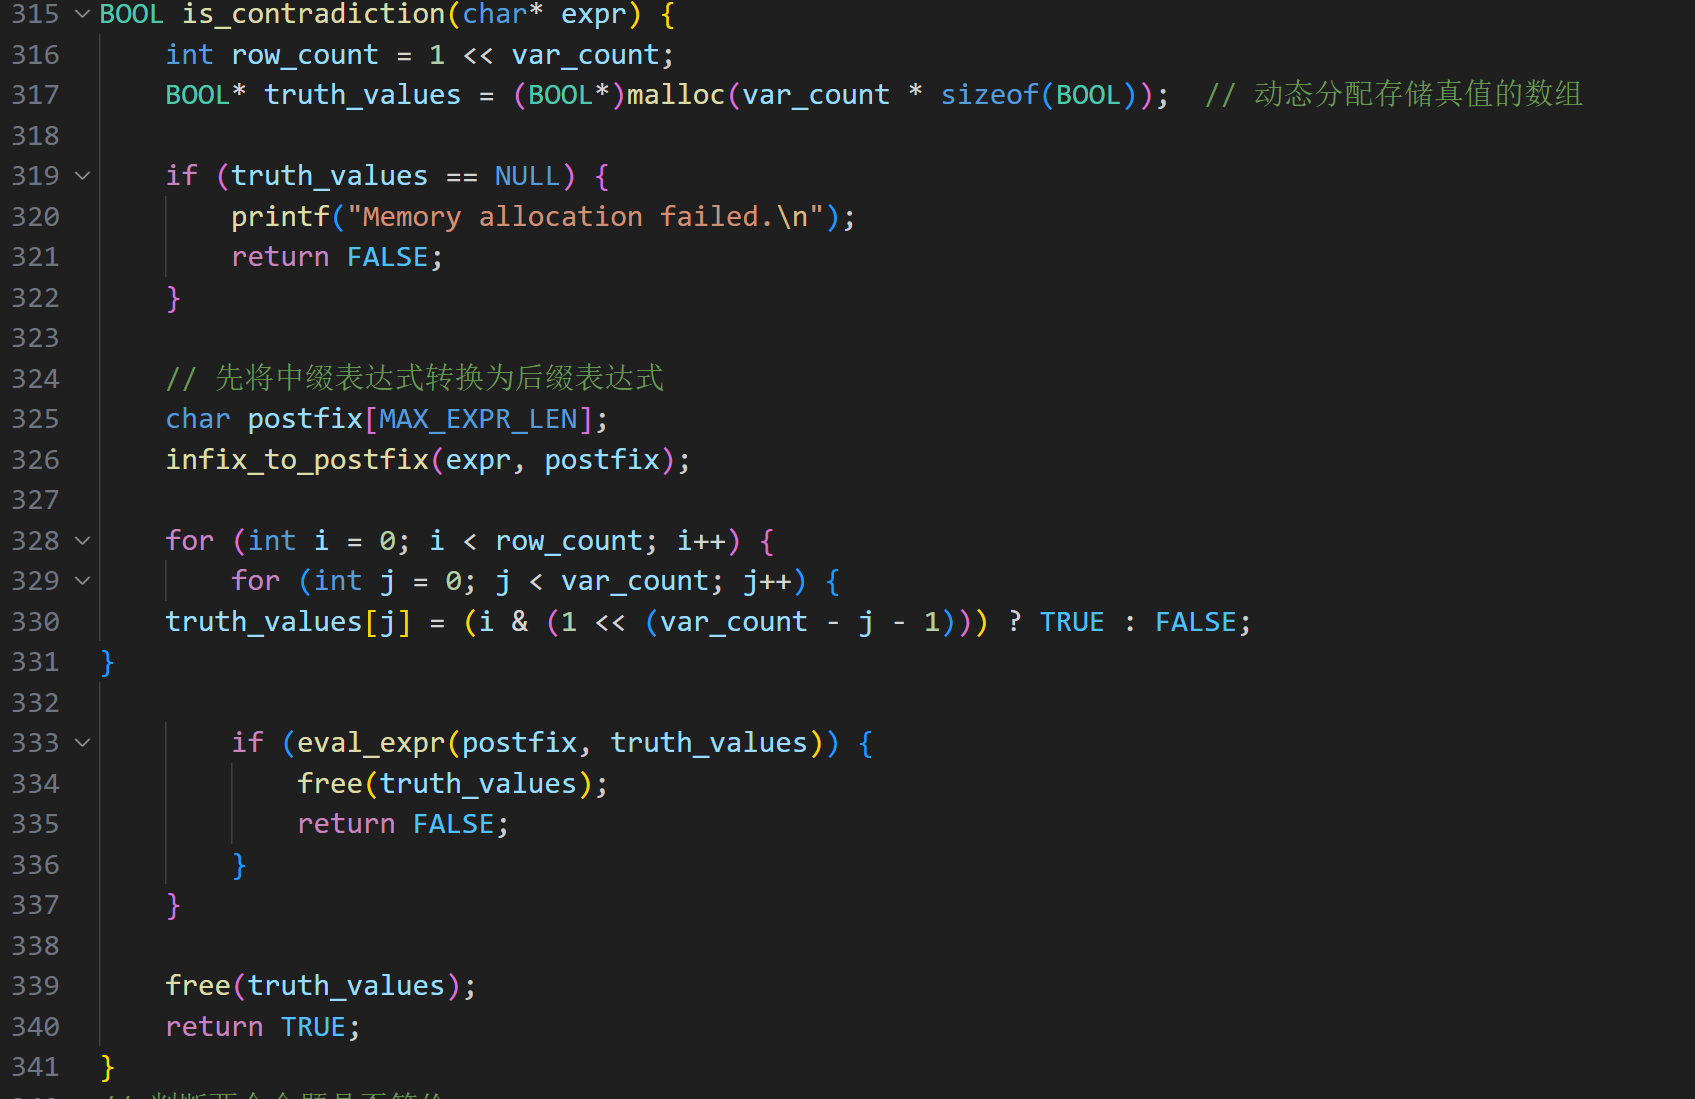 315 BOOL is_contradiction(char* expr) {
316 int row_count = 1 << var_count;
317 BOOL* truth_values = (BOOL*)malloc(var_count * sizeof(BOOL)); // 动态分配存储真值的数组
318
319 if (truth_values == NULL) {
320 printf("Memory allocation failed.\n");
321 return FALSE;
322 }
323
324 // 先将中缀表达式转换为后缀表达式
325 char postfix[MAX_EXPR_LEN];
326 infix_to_postfix(expr, postfix);
327
328 for (int i = 0; i < row_count; i++) {
329 for (int j = 0; j < var_count; j++) {
330 truth_values[j] = (i & (1 << (var_count - j - 1))) ? TRUE : FALSE;
331 }
332
333 if (eval_expr(postfix, truth_values)) {
334 free(truth_values);
335 return FALSE;
336 }
337 }
338
339 free(truth_values);
340 return TRUE;
341 }